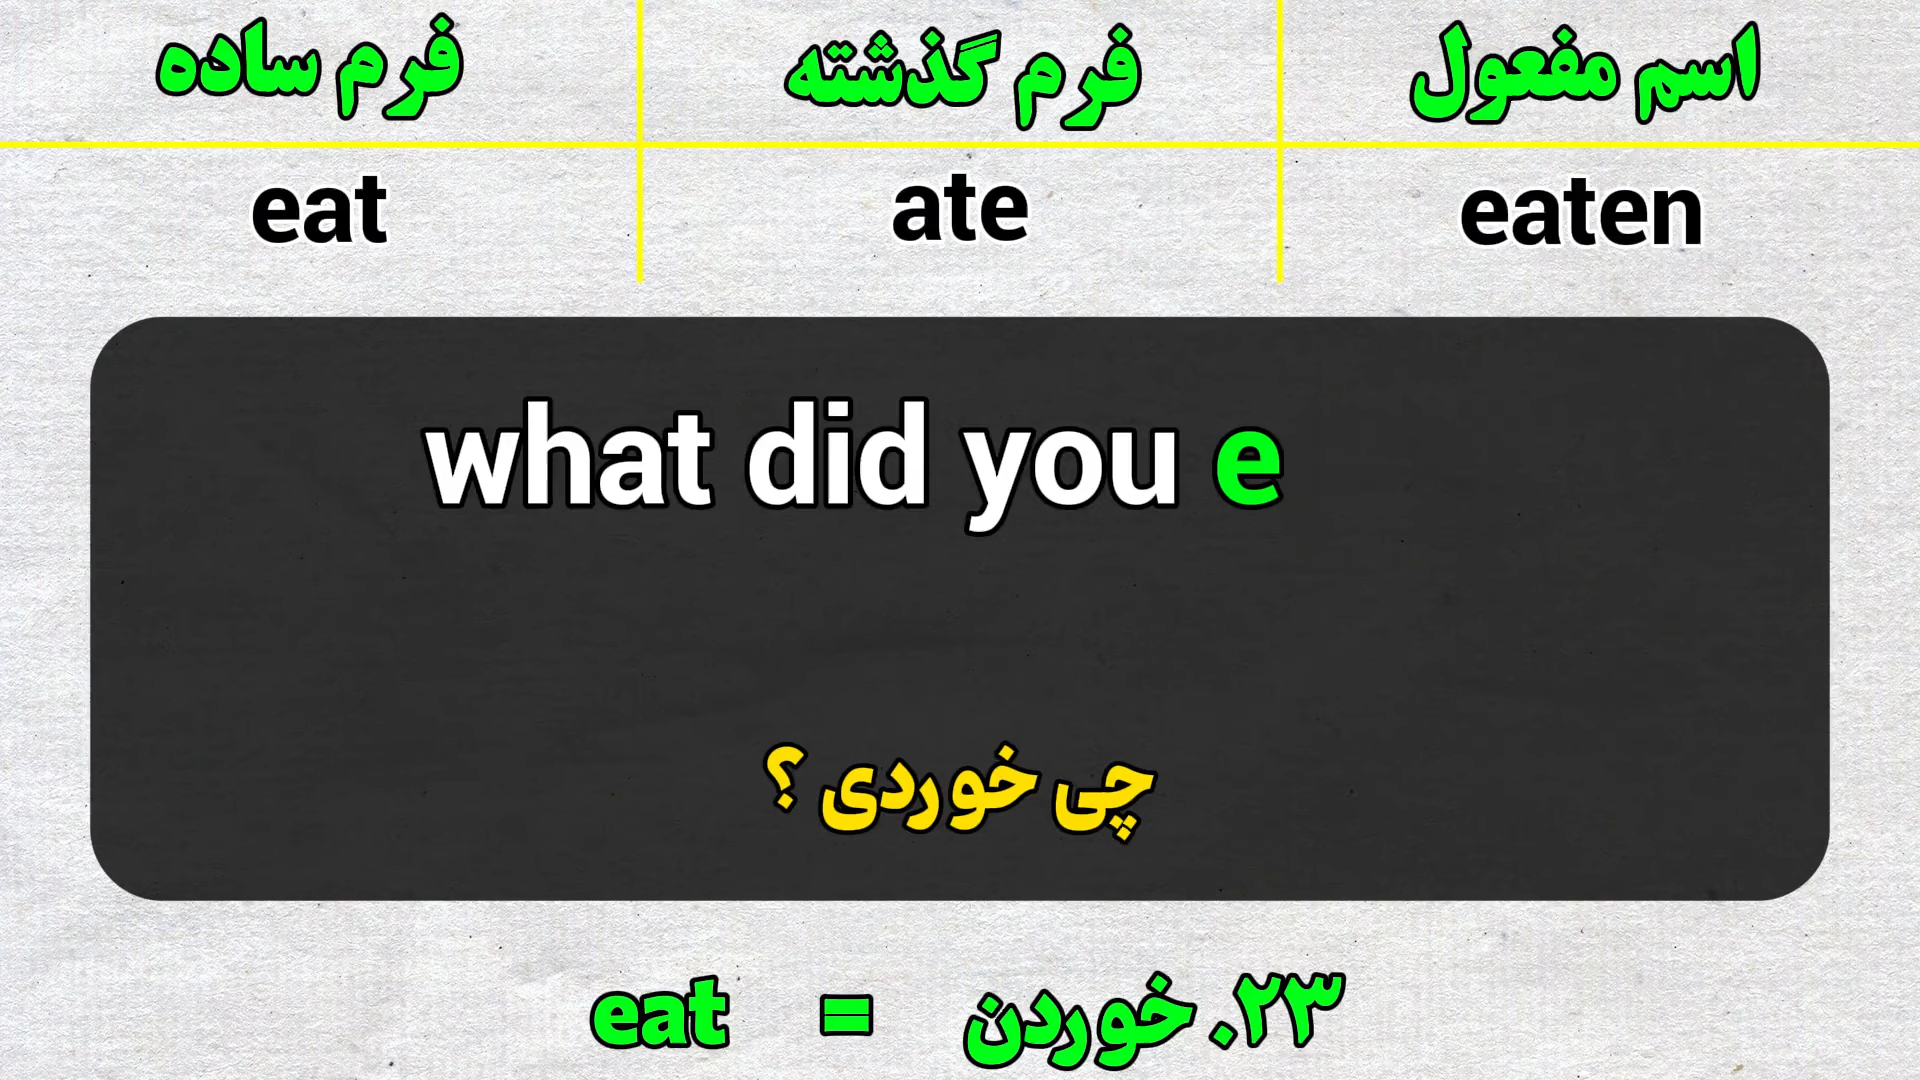 فرم ساده
فرم گذشته
اسم مفعول
eat
ate
eaten
what did you e
چی خوردی ؟
۲۳. خوردن = eat